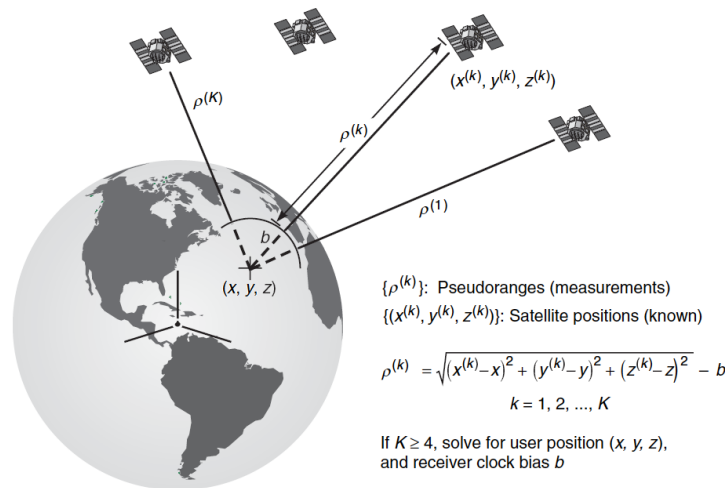 ρ⁽ᴷ⁾
(x⁽ᵏ⁾, y⁽ᵏ⁾, z⁽ᵏ⁾)
ρ⁽ᵏ⁾
ρ⁽¹⁾
b
(x, y, z)
{ρ⁽ᵏ⁾}: Pseudoranges (measurements)
{(x⁽ᵏ⁾, y⁽ᵏ⁾, z⁽ᵏ⁾)}: Satellite positions (known)
ρ⁽ᵏ⁾ = √((x⁽ᵏ⁾−x)² + (y⁽ᵏ⁾−y)² + (z⁽ᵏ⁾−z)²) − b
k = 1, 2, ..., K
If K ≥ 4, solve for user position (x, y, z),
and receiver clock bias b